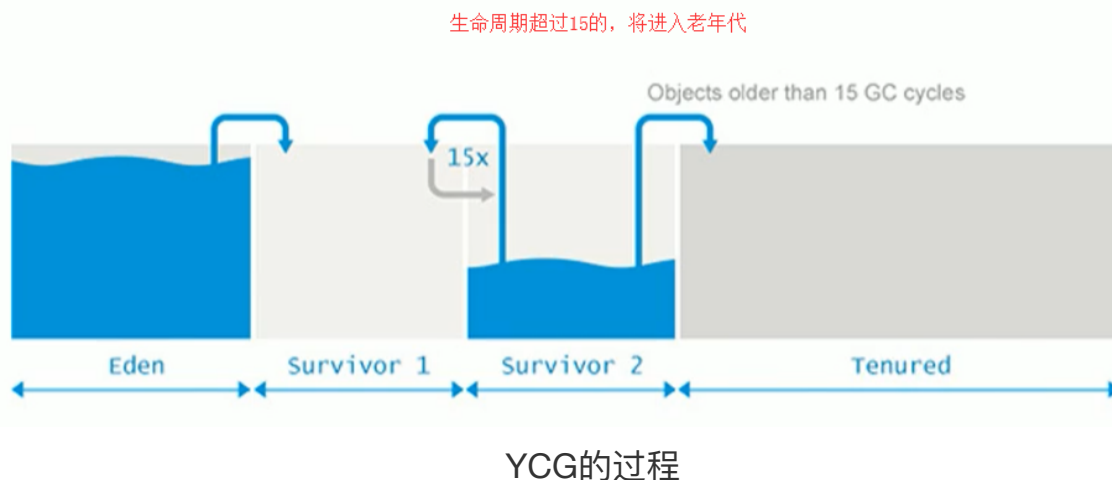 生命周期超过15的，将进入老年代
Objects older than 15 GC cycles
15x
Eden
Survivor 1
Survivor 2
Tenured
YCG的过程